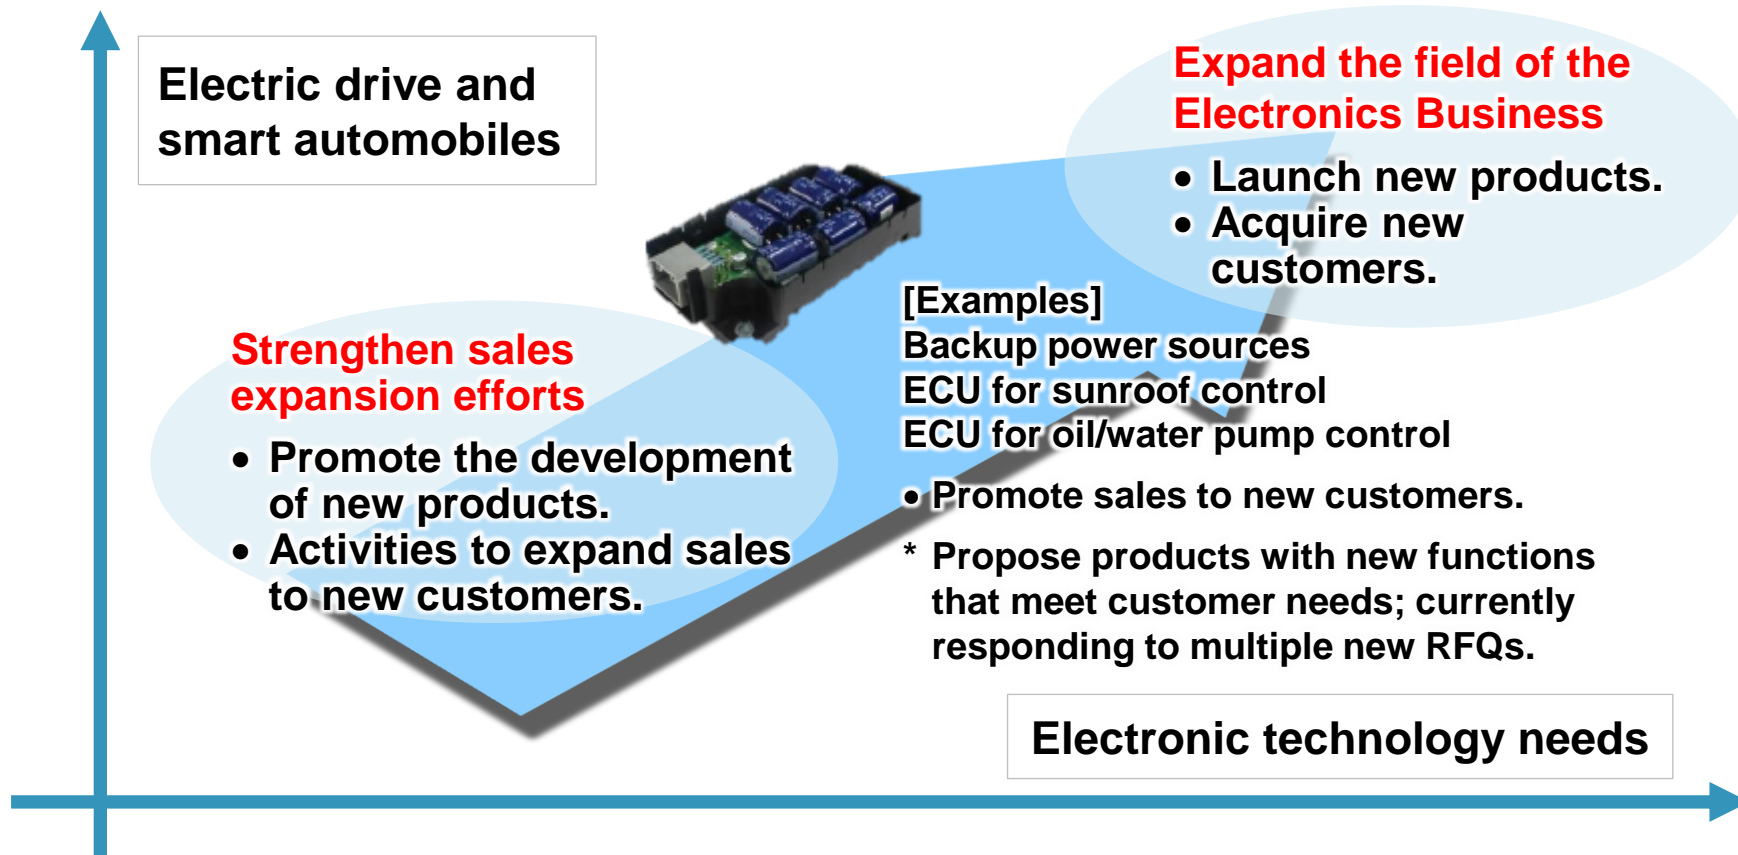 Electric drive and
smart automobiles
Expand the field of the
Electronics Business
• Launch new products.
• Acquire new
customers.
Strengthen sales
expansion efforts
• Promote the development
of new products.
• Activities to expand sales
to new customers.
[Examples]
Backup power sources
ECU for sunroof control
ECU for oil/water pump control
• Promote sales to new customers.
* Propose products with new functions
that meet customer needs; currently
responding to multiple new RFQs.
Electronic technology needs